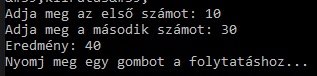 Adja meg az első számot: 10
Adja meg a második számot: 30
Eredmény: 40
Nyomj meg egy gombot a folytatáshoz...